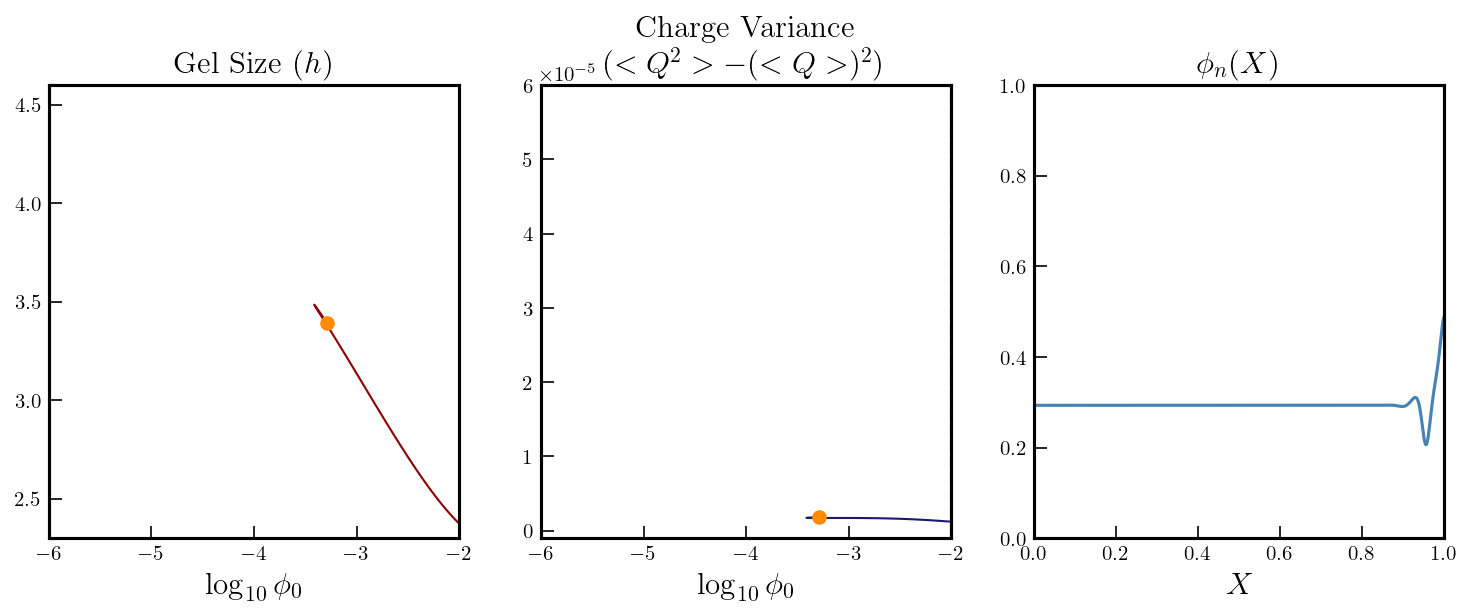 Gel Size (h)
4.5
4.0
3.5
3.0
2.5
−6 −5 −4 −3 −2
log₁₀ ϕ₀
Charge Variance
(< Q² > −(< Q >)²)
×10⁻⁵
6
5
4
3
2
1
0
−6 −5 −4 −3 −2
log₁₀ ϕ₀
ϕₙ(X)
1.0
0.8
0.6
0.4
0.2
0.0
0.0 0.2 0.4 0.6 0.8 1.0
X